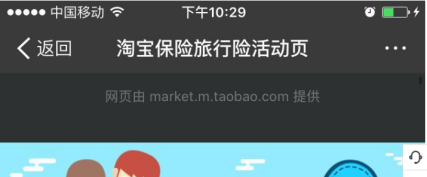 中国移动 下午10:29
返回 淘宝保险旅行险活动页 ...
网页由 market.m.taobao.com 提供